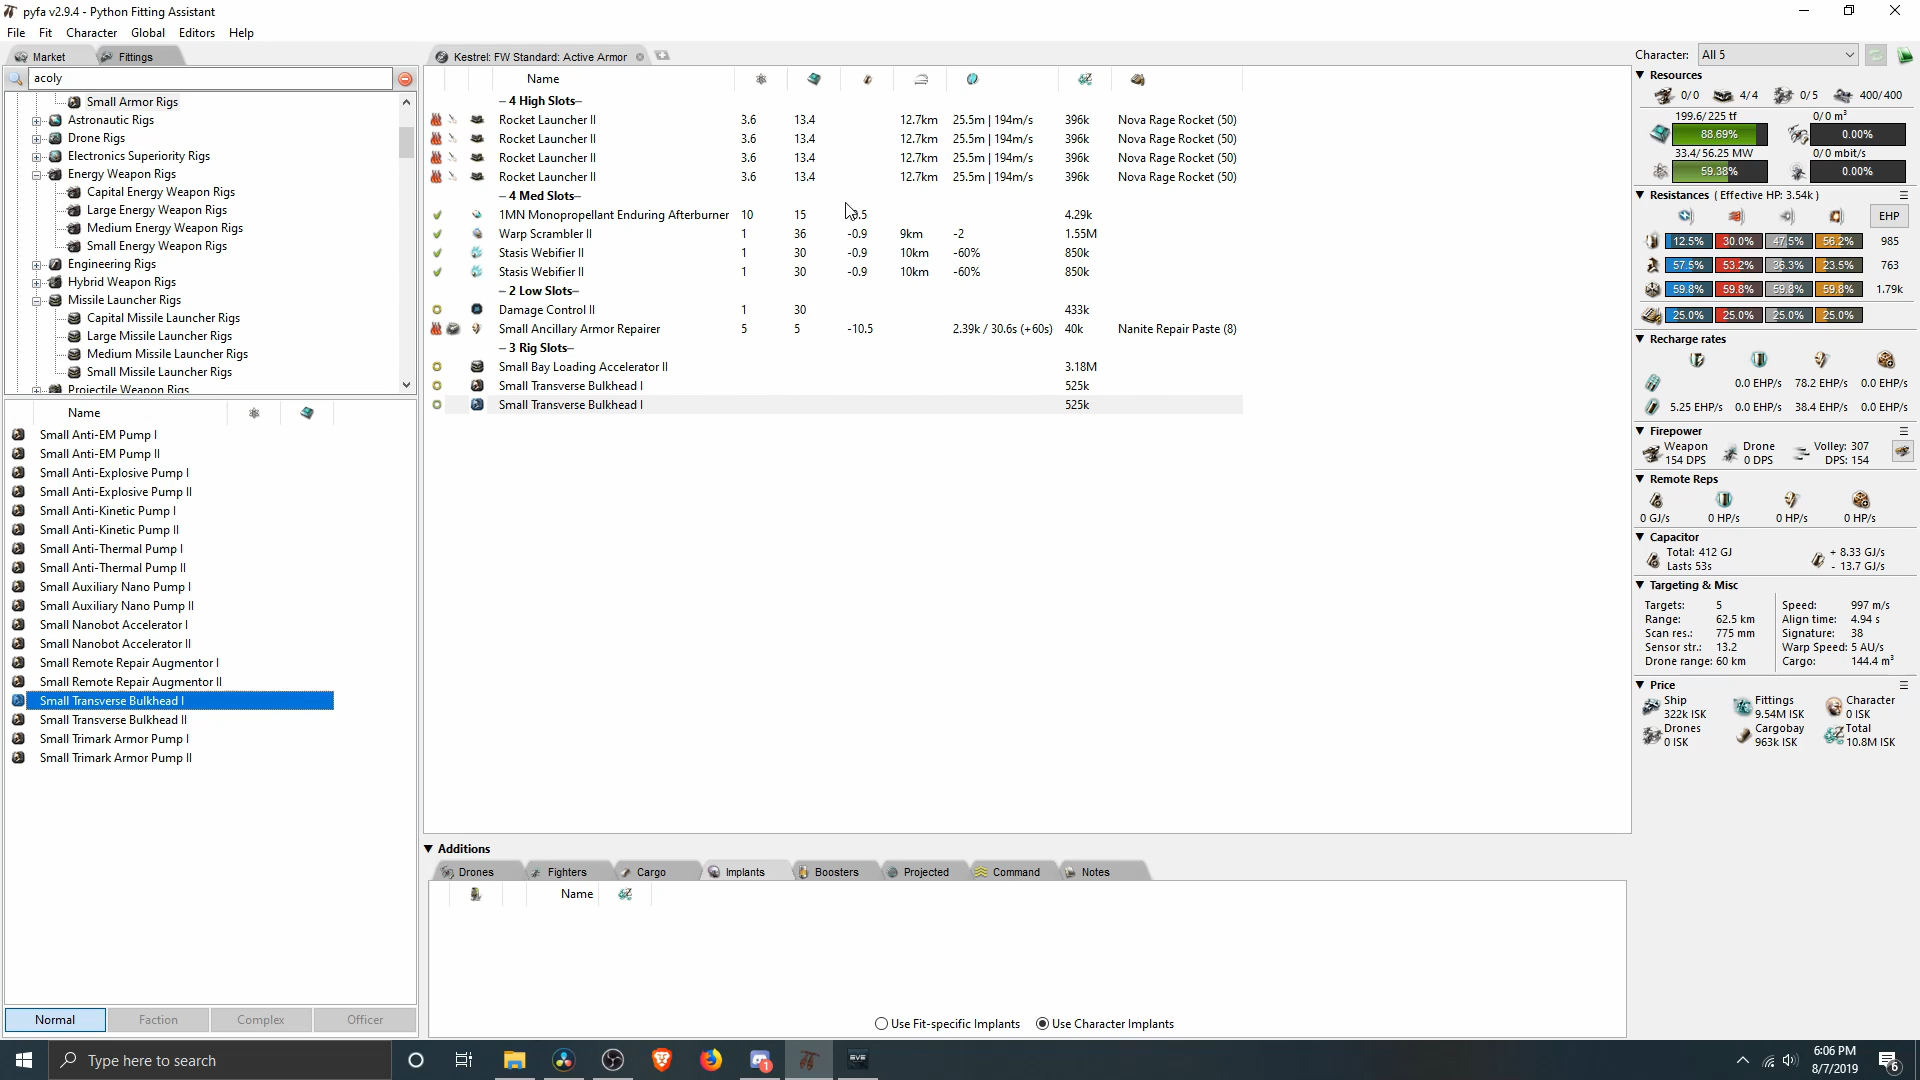 pyfa v2.9.4 - Python Fitting Assistant
File Fit Character Global Editors Help
Market Fittings
acoly
Small Armor Rigs
Astronautic Rigs
Drone Rigs
Electronics Superiority Rigs
Energy Weapon Rigs
Capital Energy Weapon Rigs
Large Energy Weapon Rigs
Medium Energy Weapon Rigs
Small Energy Weapon Rigs
Engineering Rigs
Hybrid Weapon Rigs
Missile Launcher Rigs
Capital Missile Launcher Rigs
Large Missile Launcher Rigs
Medium Missile Launcher Rigs
Small Missile Launcher Rigs
Projectile Weapon Rigs
Name
Small Anti-EM Pump I
Small Anti-EM Pump II
Small Anti-Explosive Pump I
Small Anti-Explosive Pump II
Small Anti-Kinetic Pump I
Small Anti-Kinetic Pump II
Small Anti-Thermal Pump I
Small Anti-Thermal Pump II
Small Auxiliary Nano Pump I
Small Auxiliary Nano Pump II
Small Nanobot Accelerator I
Small Nanobot Accelerator II
Small Remote Repair Augmentor I
Small Remote Repair Augmentor II
Small Transverse Bulkhead I
Small Transverse Bulkhead II
Small Trimark Armor Pump I
Small Trimark Armor Pump II
Normal Faction Complex Officer
Kestrel: FW Standard: Active Armor
Name
– 4 High Slots–
Rocket Launcher II 3.6 13.4 12.7km 25.5m | 194m/s 396k Nova Rage Rocket (50)
Rocket Launcher II 3.6 13.4 12.7km 25.5m | 194m/s 396k Nova Rage Rocket (50)
Rocket Launcher II 3.6 13.4 12.7km 25.5m | 194m/s 396k Nova Rage Rocket (50)
Rocket Launcher II 3.6 13.4 12.7km 25.5m | 194m/s 396k Nova Rage Rocket (50)
– 4 Med Slots–
1MN Monopropellant Enduring Afterburner 10 15 4.29k
Warp Scrambler II 1 36 -0.9 9km -2 1.55M
Stasis Webifier II 1 30 -0.9 10km -60% 850k
Stasis Webifier II 1 30 -0.9 10km -60% 850k
– 2 Low Slots–
Damage Control II 1 30 433k
Small Ancillary Armor Repairer 5 5 -10.5 2.39k / 30.6s (+60s) 40k Nanite Repair Paste (8)
– 3 Rig Slots–
Small Bay Loading Accelerator II 3.18M
Small Transverse Bulkhead I 525k
Small Transverse Bulkhead I 525k
Additions
Drones Fighters Cargo Implants Boosters Projected Command Notes
Name
Use Fit-specific Implants Use Character Implants
Character: All 5
Resources
0/0 4/4 0/5 400/400
199.6/225 tf 0/0 m³
88.69% 0.00%
33.4/56.25 MW 0/0 mbit/s
59.38% 0.00%
Resistances ( Effective HP: 3.54k )
EHP
12.5% 30.0% 47.5% 56.2% 985
57.5% 53.2% 36.3% 23.5% 763
59.8% 59.8% 59.8% 59.8% 1.79k
25.0% 25.0% 25.0% 25.0%
Recharge rates
0.0 EHP/s 78.2 EHP/s 0.0 EHP/s
5.25 EHP/s 0.0 EHP/s 38.4 EHP/s 0.0 EHP/s
Firepower
Weapon Drone Volley: 307
154 DPS 0 DPS DPS: 154
Remote Reps
0 GJ/s 0 HP/s 0 HP/s 0 HP/s
Capacitor
Total: 412 GJ + 8.33 GJ/s
Lasts 53s - 13.7 GJ/s
Targeting & Misc
Targets: 5 Speed: 997 m/s
Range: 62.5 km Align time: 4.94 s
Scan res.: 775 mm Signature: 38
Sensor str.: 13.2 Warp Speed: 5 AU/s
Drone range: 60 km Cargo: 144.4 m³
Price
Ship Fittings Character
322k ISK 9.54M ISK 0 ISK
Drones Cargobay Total
0 ISK 963k ISK 10.8M ISK
Type here to search
1
EVE
6:06 PM
8/7/2019
6